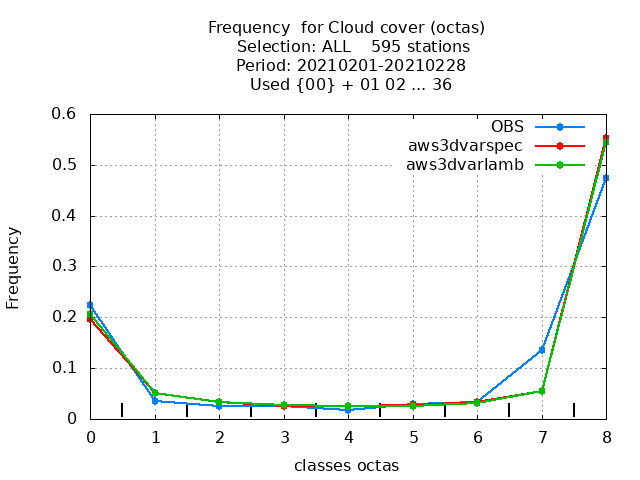 Frequency  for Cloud cover (octas)
Selection: ALL    595 stations
Period: 20210201-20210228
Used {00} + 01 02 ... 36
OBS
aws3dvarspec
aws3dvarlamb
Frequency
0.6
0.5
0.4
0.3
0.2
0.1
0
0 1 2 3 4 5 6 7 8
classes octas